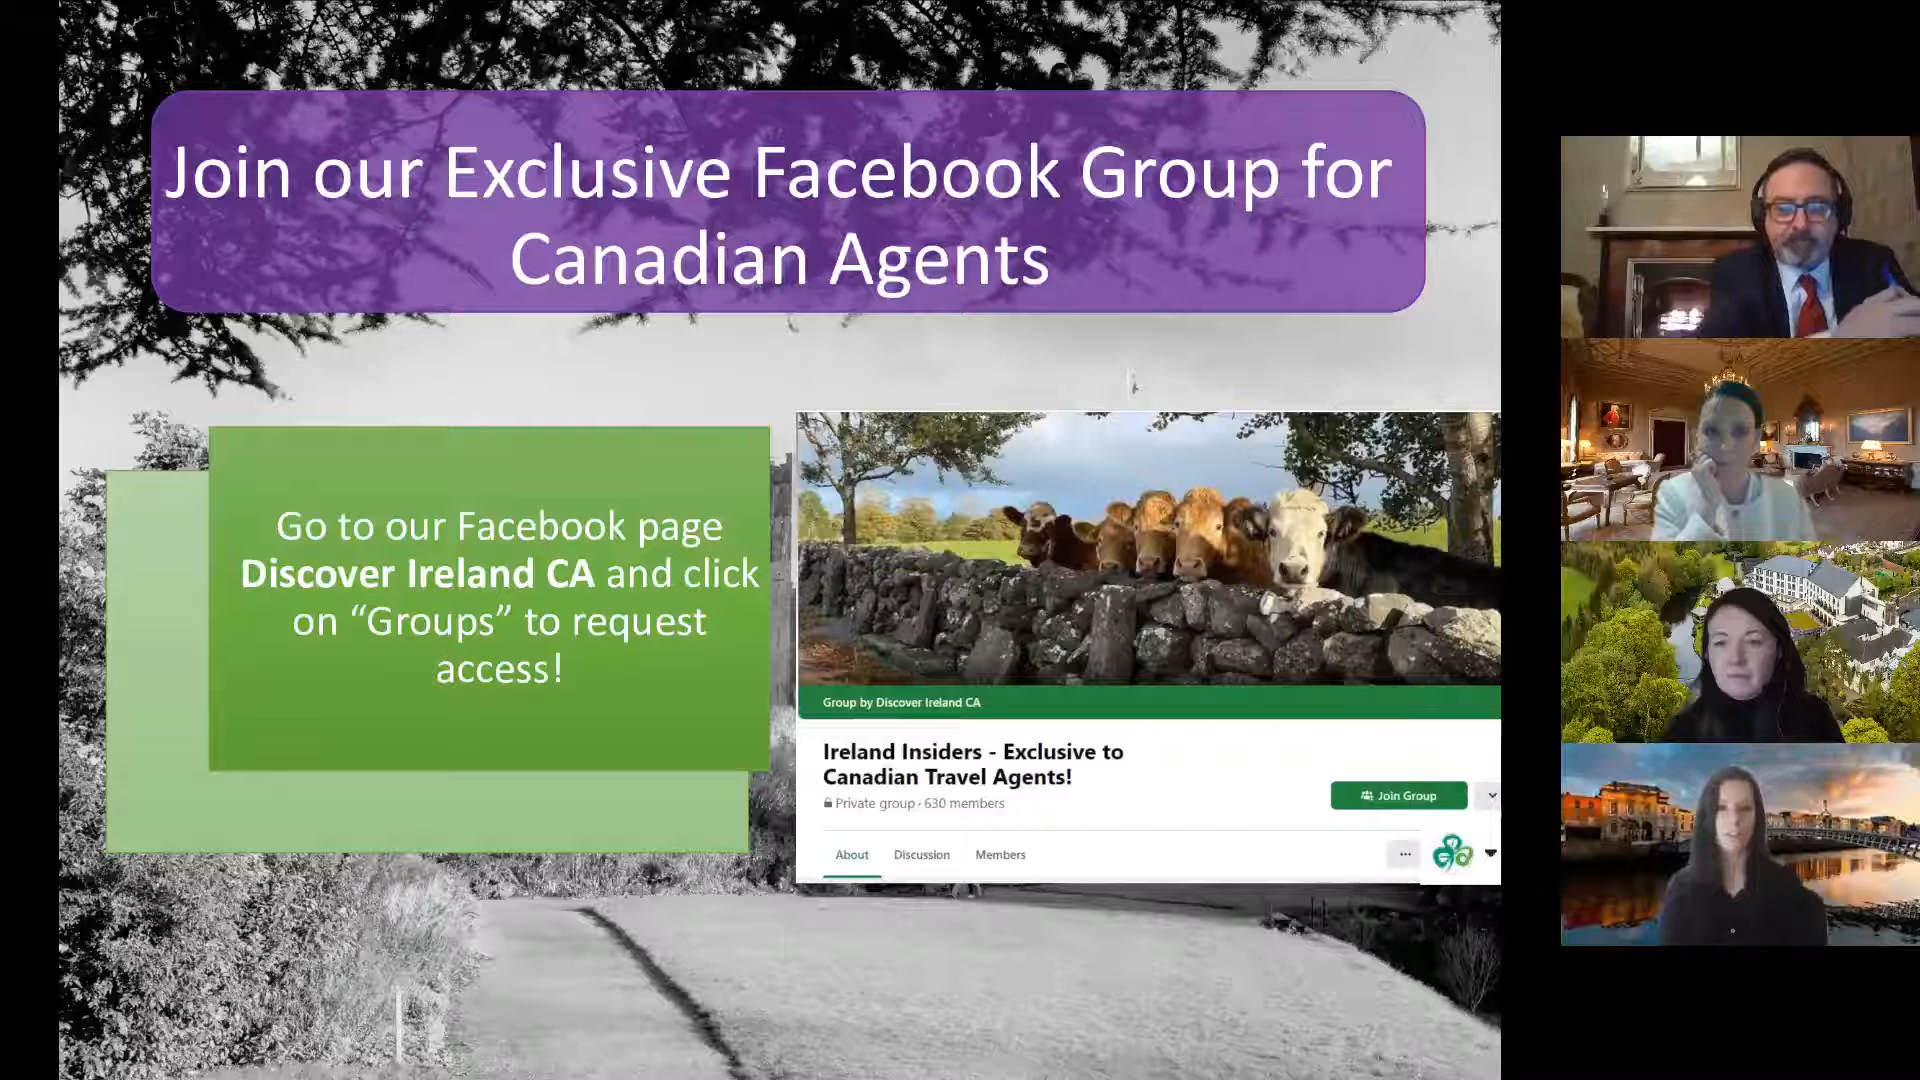 Join our Exclusive Facebook Group for
Canadian Agents
Go to our Facebook page
Discover Ireland CA and click
on “Groups” to request
access!
Group by Discover Ireland CA
Ireland Insiders - Exclusive to
Canadian Travel Agents!
Private group · 630 members
Join Group
About Discussion Members